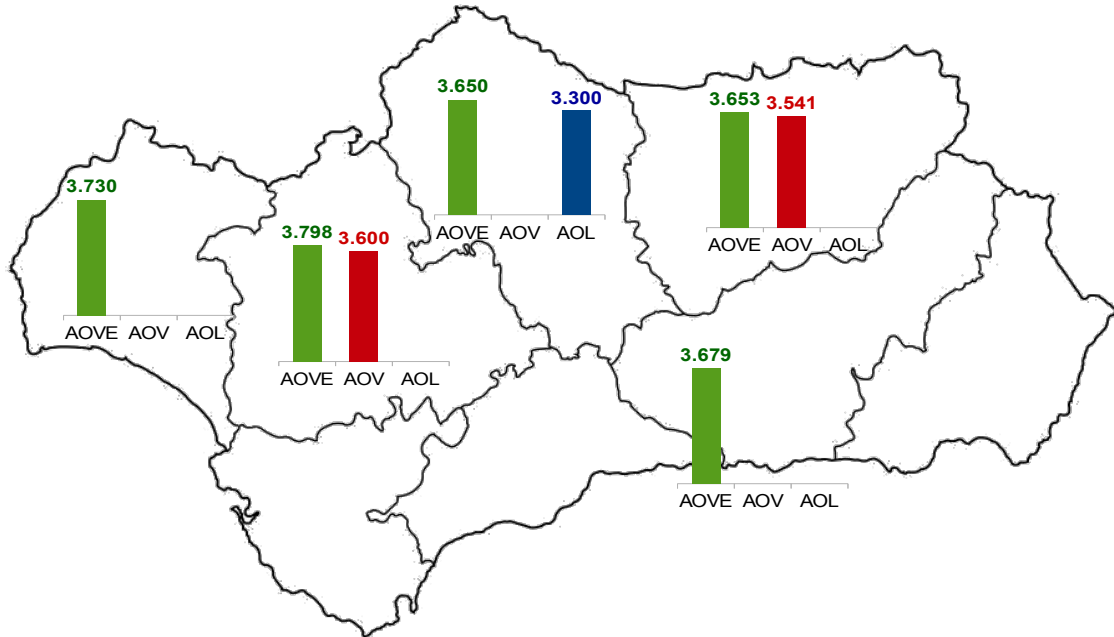 3.730
AOVE AOV AOL
3.798 3.600
AOVE AOV AOL
3.650 3.300
AOVE AOV AOL
3.653 3.541
AOVE AOV AOL
3.679
AOVE AOV AOL